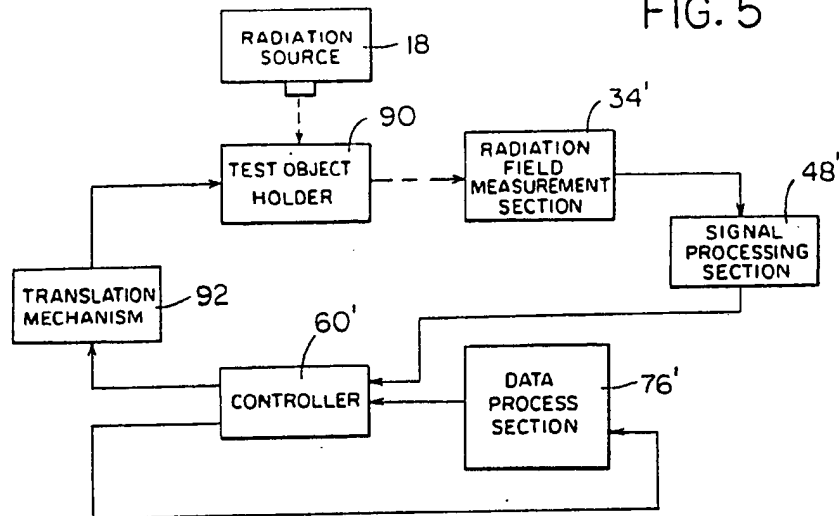 FIG. 5
RADIATION
SOURCE
18
90
TEST OBJECT
HOLDER
34'
RADIATION
FIELD
MEASUREMENT
SECTION
48'
SIGNAL
PROCESSING
SECTION
TRANSLATION
MECHANISM
92
60'
CONTROLLER
DATA
PROCESS
SECTION
76'